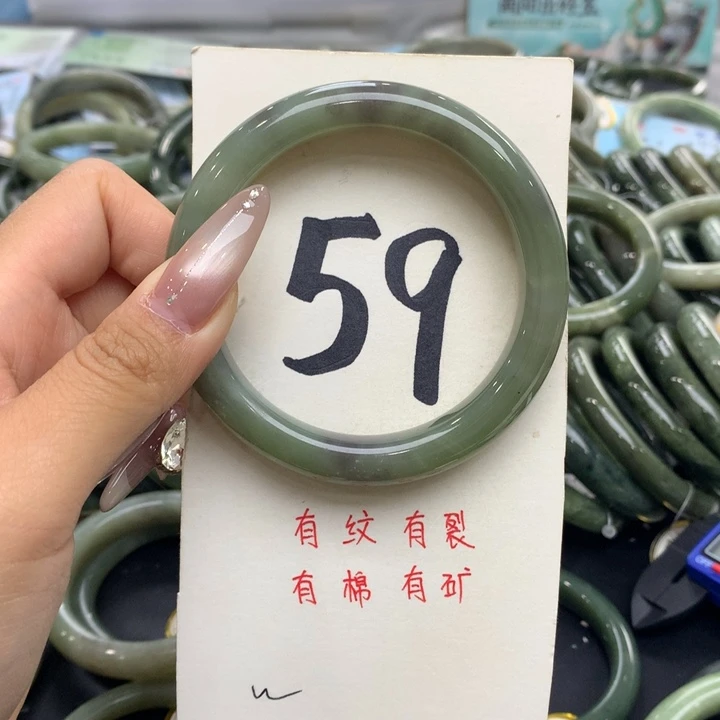 59
有 纹 有 裂
有 棉 有 矿